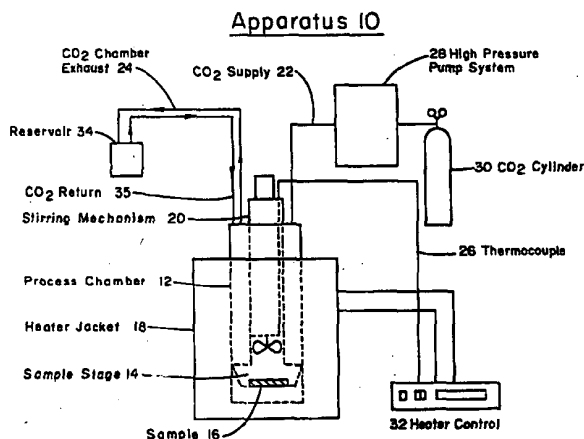 Apparatus 10
CO2 Chamber
Exhaust 24
CO2 Supply 22
28 High Pressure
Pump System
Reservoir 34
30 CO2 Cylinder
CO2 Return 35
Stirring Mechanism 20
26 Thermocouple
Process Chamber 12
Heater Jacket 18
Sample Stage 14
Sample 16
32 Heater Control